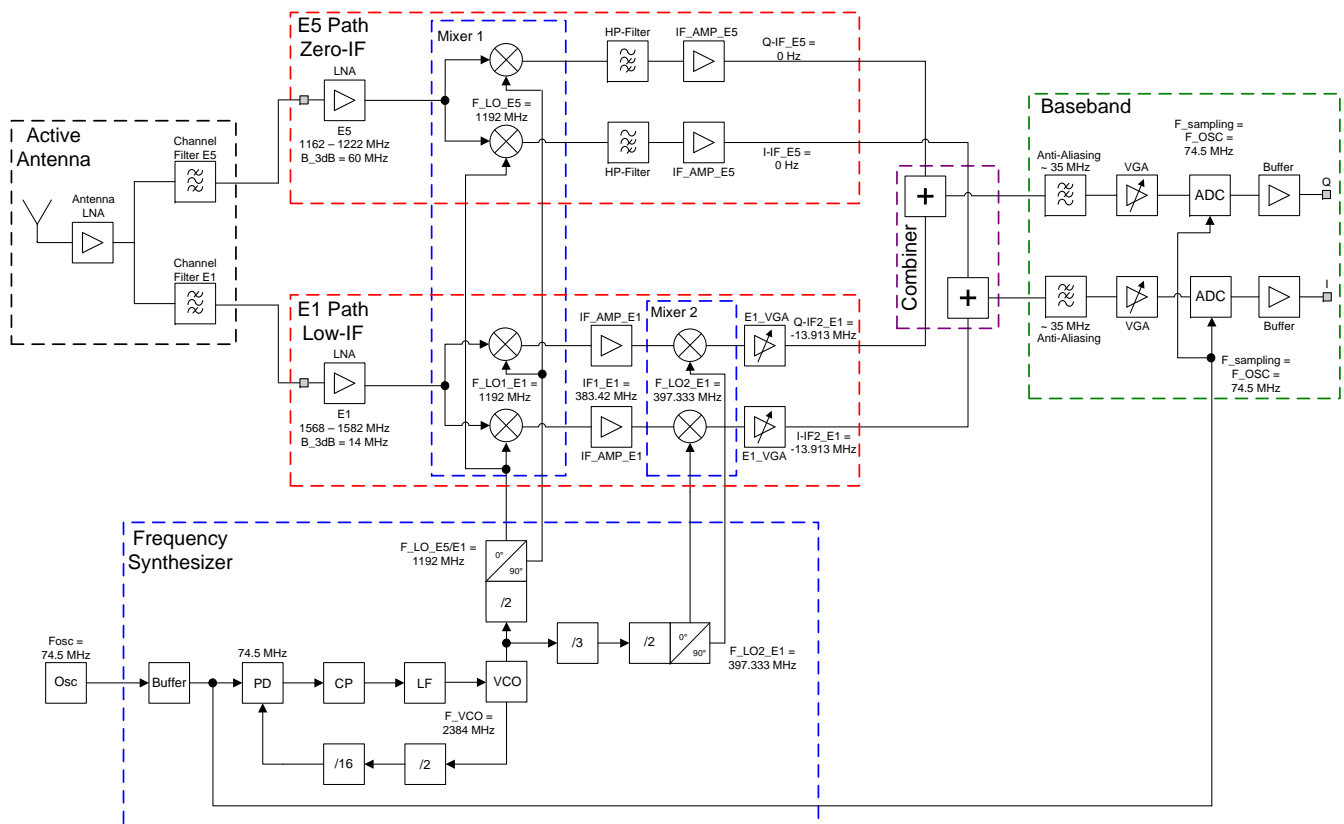 E5 Path
Zero-IF
Mixer 1
HP-Filter
IF_AMP_E5
Q-IF_E5 =
0 Hz
LNA
E5
1162 – 1222 MHz
B_3dB = 60 MHz
F_LO_E5 =
1192 MHz
HP-Filter
IF_AMP_E5
I-IF_E5 =
0 Hz
Active
Antenna
Channel
Filter E5
Antenna
LNA
Channel
Filter E1
Combiner
+
+
Baseband
F_sampling =
F_OSC =
74.5 MHz
Anti-Aliasing
~ 35 MHz
VGA
ADC
Buffer
Q
ADC
I
~ 35 MHz
Anti-Aliasing
VGA
Buffer
F_sampling =
F_OSC =
74.5 MHz
E1 Path
Low-IF
LNA
E1
1568 – 1582 MHz
B_3dB = 14 MHz
F_LO1_E1 =
1192 MHz
IF_AMP_E1
IF1_E1 =
383.42 MHz
IF_AMP_E1
Mixer 2
F_LO2_E1 =
397.333 MHz
E1_VGA
Q-IF2_E1 =
-13.913 MHz
E1_VGA
I-IF2_E1 =
-13.913 MHz
Frequency
Synthesizer
F_LO_E5/E1 =
1192 MHz
0°
90°
/2
/3
/2
0°
90°
F_LO2_E1 =
397.333 MHz
Fosc =
74.5 MHz
Osc
Buffer
74.5 MHz
PD
CP
LF
VCO
F_VCO =
2384 MHz
/16
/2